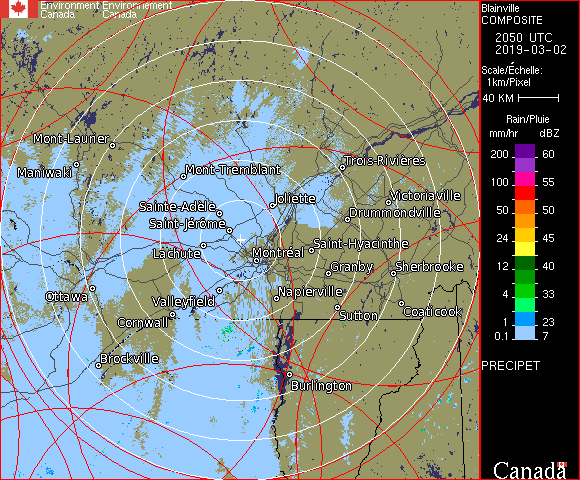 Environment Environnement
Canada Canada
Blainville
COMPOSITE
2050 UTC
2019-03-02
Scale/Échelle:
1km/Pixel
40 KM
Rain/Pluie
mm/hr dBZ
200 60
150 57
100 55
50 50
24 45
12 40
4 33
1 23
0.1 7
PRECIPET
Mont-Laurier
Maniwaki
Mont-Tremblant
Trois-Rivières
Joliette
Victoriaville
Sainte-Adèle
Drummondville
Saint-Jérôme
Saint-Hyacinthe
Lachute
Montréal
Granby
Sherbrooke
Ottawa
Valleyfield
Napierville
Cornwall
Sutton
Coaticook
Brockville
Burlington
Canada